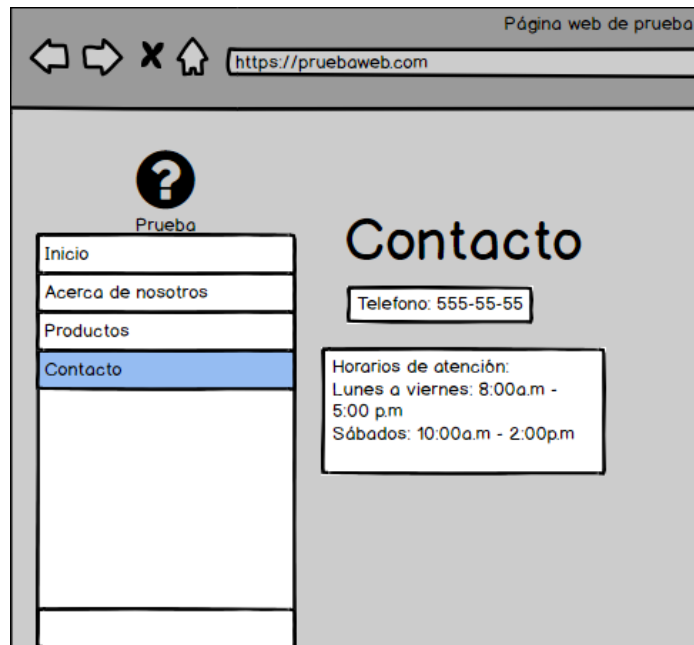 Página web de prueba
https://pruebaweb.com
Prueba
Inicio
Acerca de nosotros
Productos
Contacto
Contacto
Telefono: 555-55-55
Horarios de atención:
Lunes a viernes: 8:00a.m -
5:00 p.m
Sábados: 10:00a.m - 2:00p.m